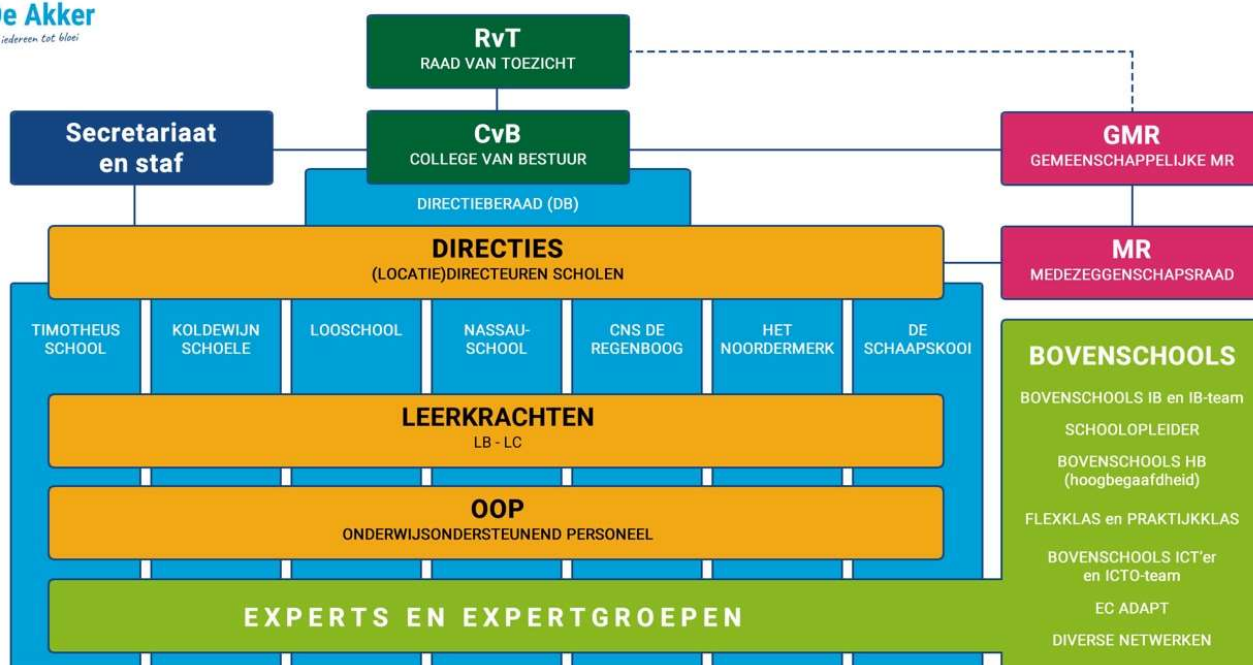 De Akker
iedereen tot bloei
RvT
RAAD VAN TOEZICHT
Secretariaat
en staf
CvB
COLLEGE VAN BESTUUR
GMR
GEMEENSCHAPPELIJKE MR
DIRECTIEBERAAD (DB)
DIRECTIES
(LOCATIE)DIRECTEUREN SCHOLEN
MR
MEDEZEGGENSCHAPSRAAD
TIMOTHEUS
SCHOOL
KOLDEWIJN
SCHOELE
LOOSCHOOL
NASSAU-
SCHOOL
CNS DE
REGENBOOG
HET
NOORDERMERK
DE
SCHAAPSKOOI
LEERKRACHTEN
LB - LC
OOP
ONDERWIJSONDERSTEUNEND PERSONEEL
EXPERTS EN EXPERTGROEPEN
BOVENSCHOOLS
BOVENSCHOOLS IB en IB-team
SCHOOLOPLEIDER
BOVENSCHOOLS HB
(hoogbegaafdheid)
FLEXKLAS en PRAKTIJKKLAS
BOVENSCHOOLS ICT'er
en ICTO-team
EC ADAPT
DIVERSE NETWERKEN